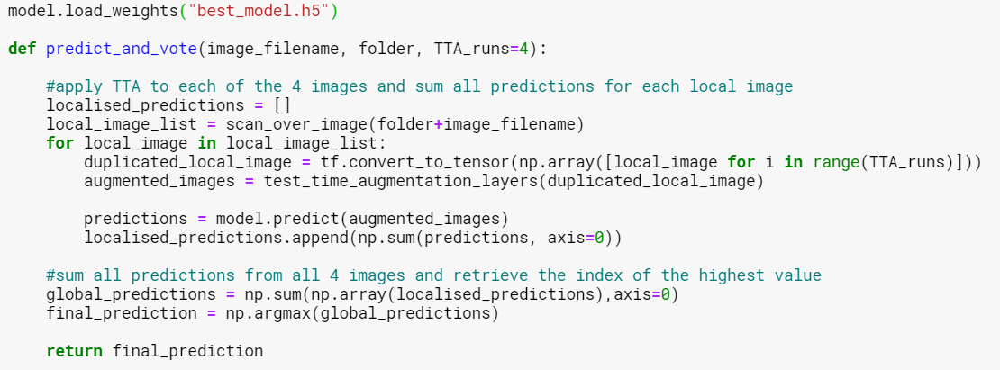 model.load_weights("best_model.h5")
def predict_and_vote(image_filename, folder, TTA_runs=4):
#apply TTA to each of the 4 images and sum all predictions for each local image
localised_predictions = []
local_image_list = scan_over_image(folder+image_filename)
for local_image in local_image_list:
duplicated_local_image = tf.convert_to_tensor(np.array([local_image for i in range(TTA_runs)]))
augmented_images = test_time_augmentation_layers(duplicated_local_image)
predictions = model.predict(augmented_images)
localised_predictions.append(np.sum(predictions, axis=0))
#sum all predictions from all 4 images and retrieve the index of the highest value
global_predictions = np.sum(np.array(localised_predictions),axis=0)
final_prediction = np.argmax(global_predictions)
return final_prediction